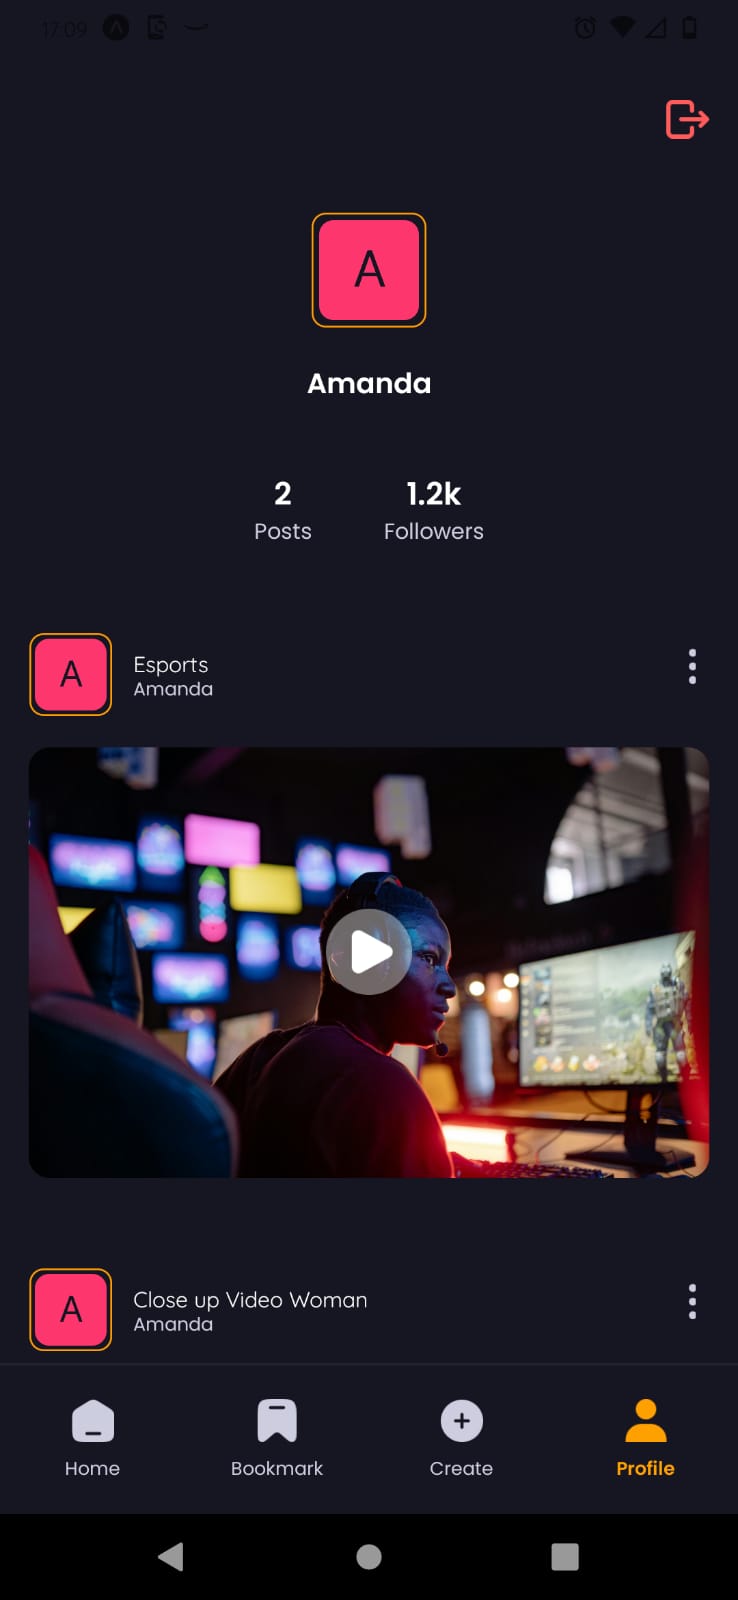 17:09
A
Amanda
2 1.2k
Posts Followers
A
Esports
Amanda
A
Close up Video Woman
Amanda
Home Bookmark Create Profile